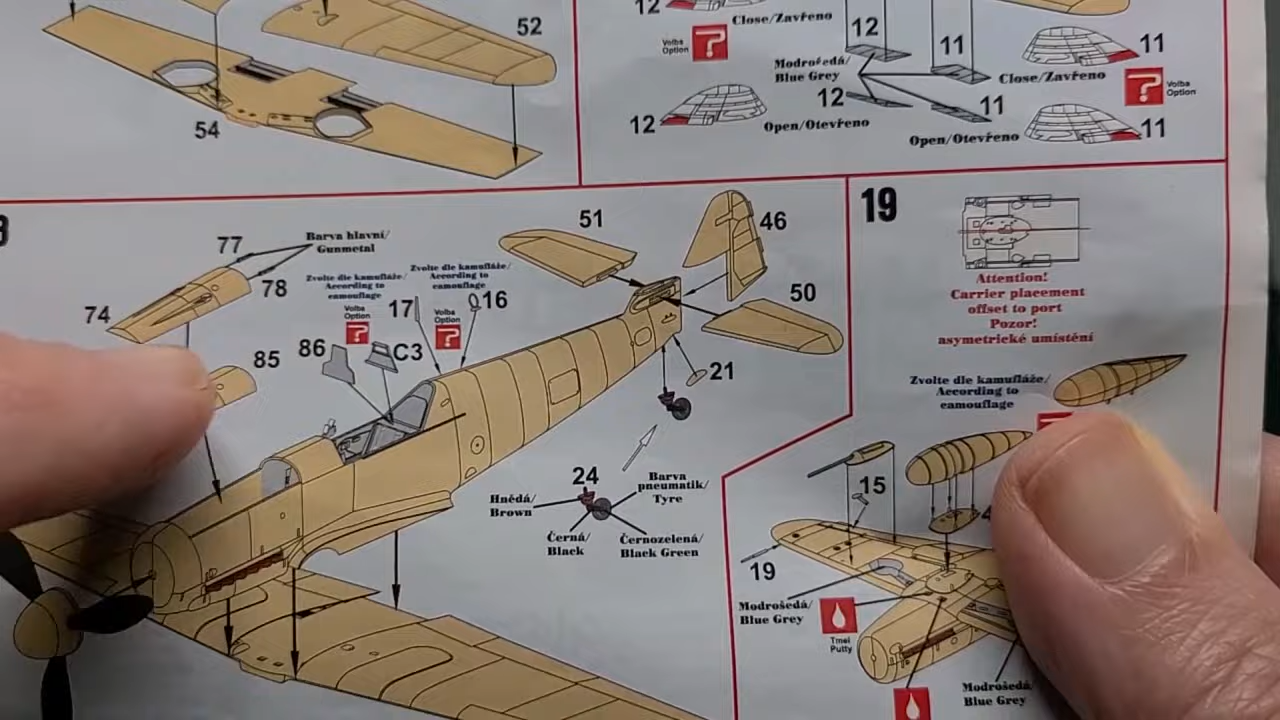 52
54
12
Close/Zavřeno
Volba
Option
?
12
Modrošedá/
Blue Grey
12
11
12
11
Open/Otevřeno
11
Close/Zavřeno
?
Volba
Option
Open/Otevřeno
11
77
Barva hlavní/
Gunmetal
78
74
85
Zvolte dle kamufláže/
According to
camouflage
Volba
Option
?
86
C3
Zvolte dle kamufláže/
According to
camouflage
17
Volba
Option
?
16
51
46
50
21
24
Hnědá/
Brown
Barva
pneumatik/
Tyre
Černá/
Black
Černozelená/
Black Green
19
Attention!
Carrier placement
offset to port
Pozor!
asymetrické umístění
Zvolte dle kamufláže/
According to
camouflage
15
19
Modrošedá/
Blue Grey
Tmel
Putty
Modrošedá/
Blue Grey